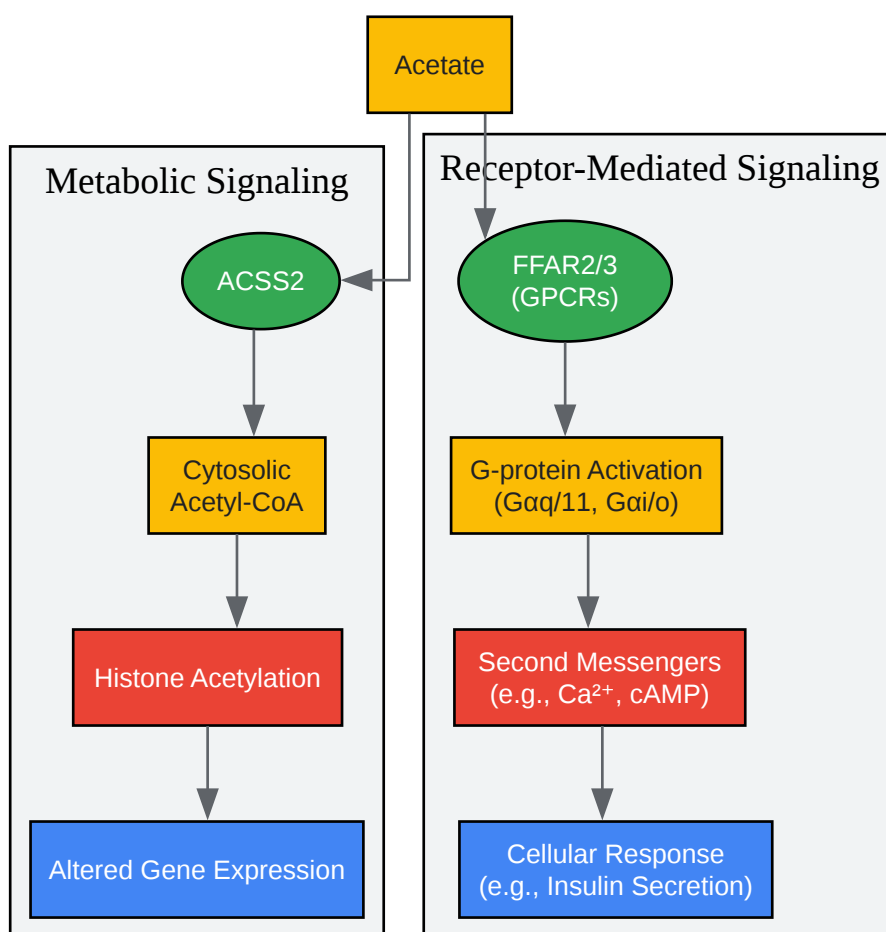 Acetate
Metabolic Signaling
ACSS2
Cytosolic
Acetyl-CoA
Histone Acetylation
Altered Gene Expression
Receptor-Mediated Signaling
FFAR2/3
(GPCRs)
G-protein Activation
(Gαq/11, Gαi/o)
Second Messengers
(e.g., Ca²⁺, cAMP)
Cellular Response
(e.g., Insulin Secretion)